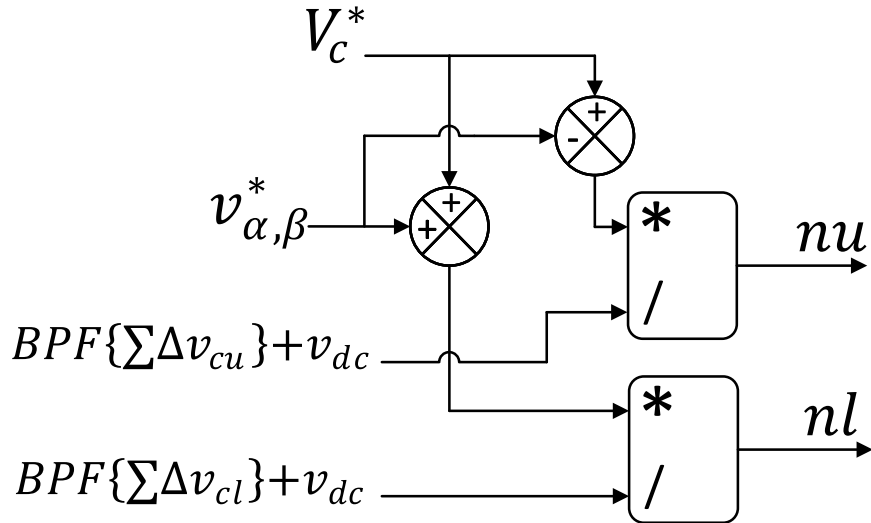 V_c^*
+
-
v_{α,β}^*
+
+
*
/
nu
BPF{∑Δv_{cu}}+v_{dc}
*
/
nl
BPF{∑Δv_{cl}}+v_{dc}